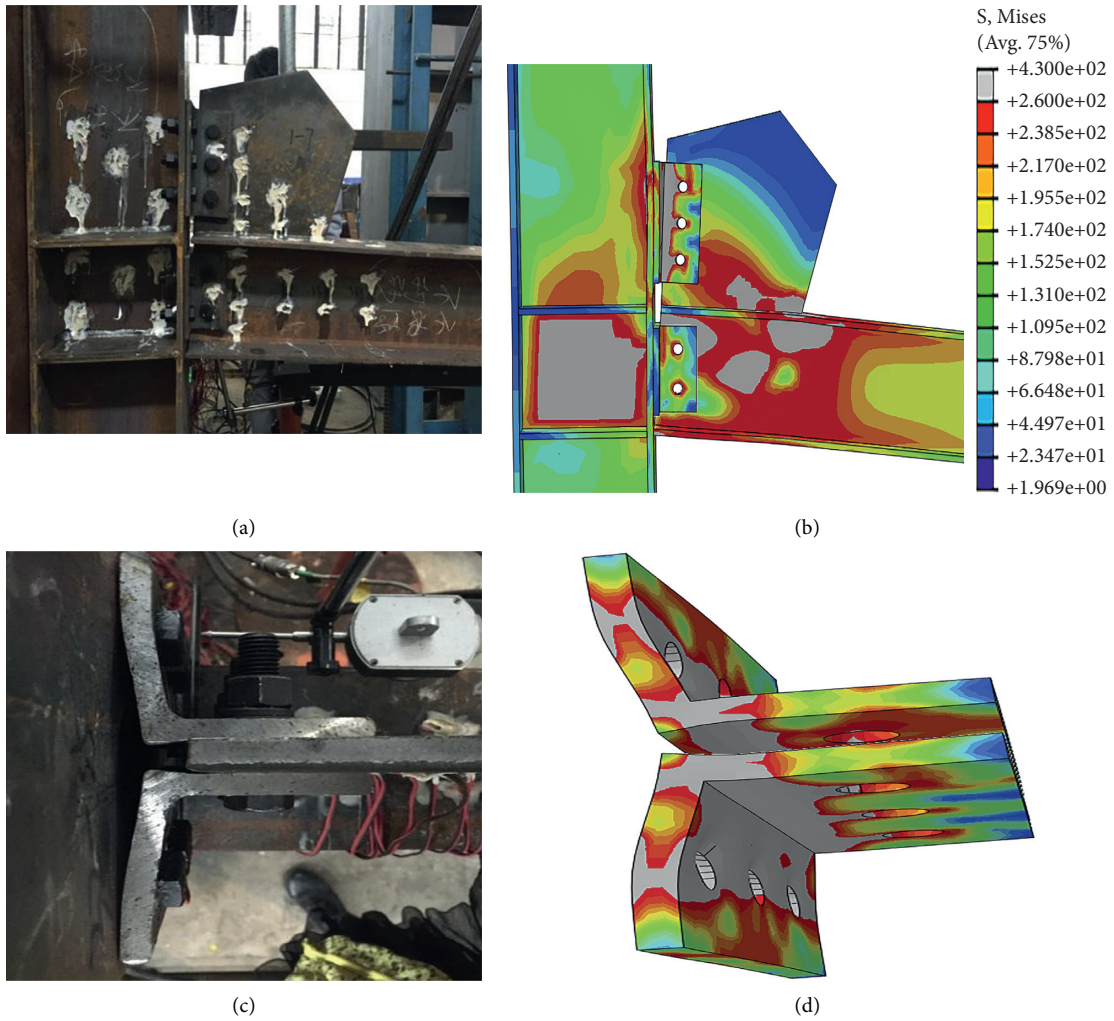 1-7
S, Mises
(Avg. 75%)
+4.300e+02
+2.600e+02
+2.385e+02
+2.170e+02
+1.955e+02
+1.740e+02
+1.525e+02
+1.310e+02
+1.095e+02
+8.798e+01
+6.648e+01
+4.497e+01
+2.347e+01
+1.969e+00
(a)
(b)
(c)
(d)